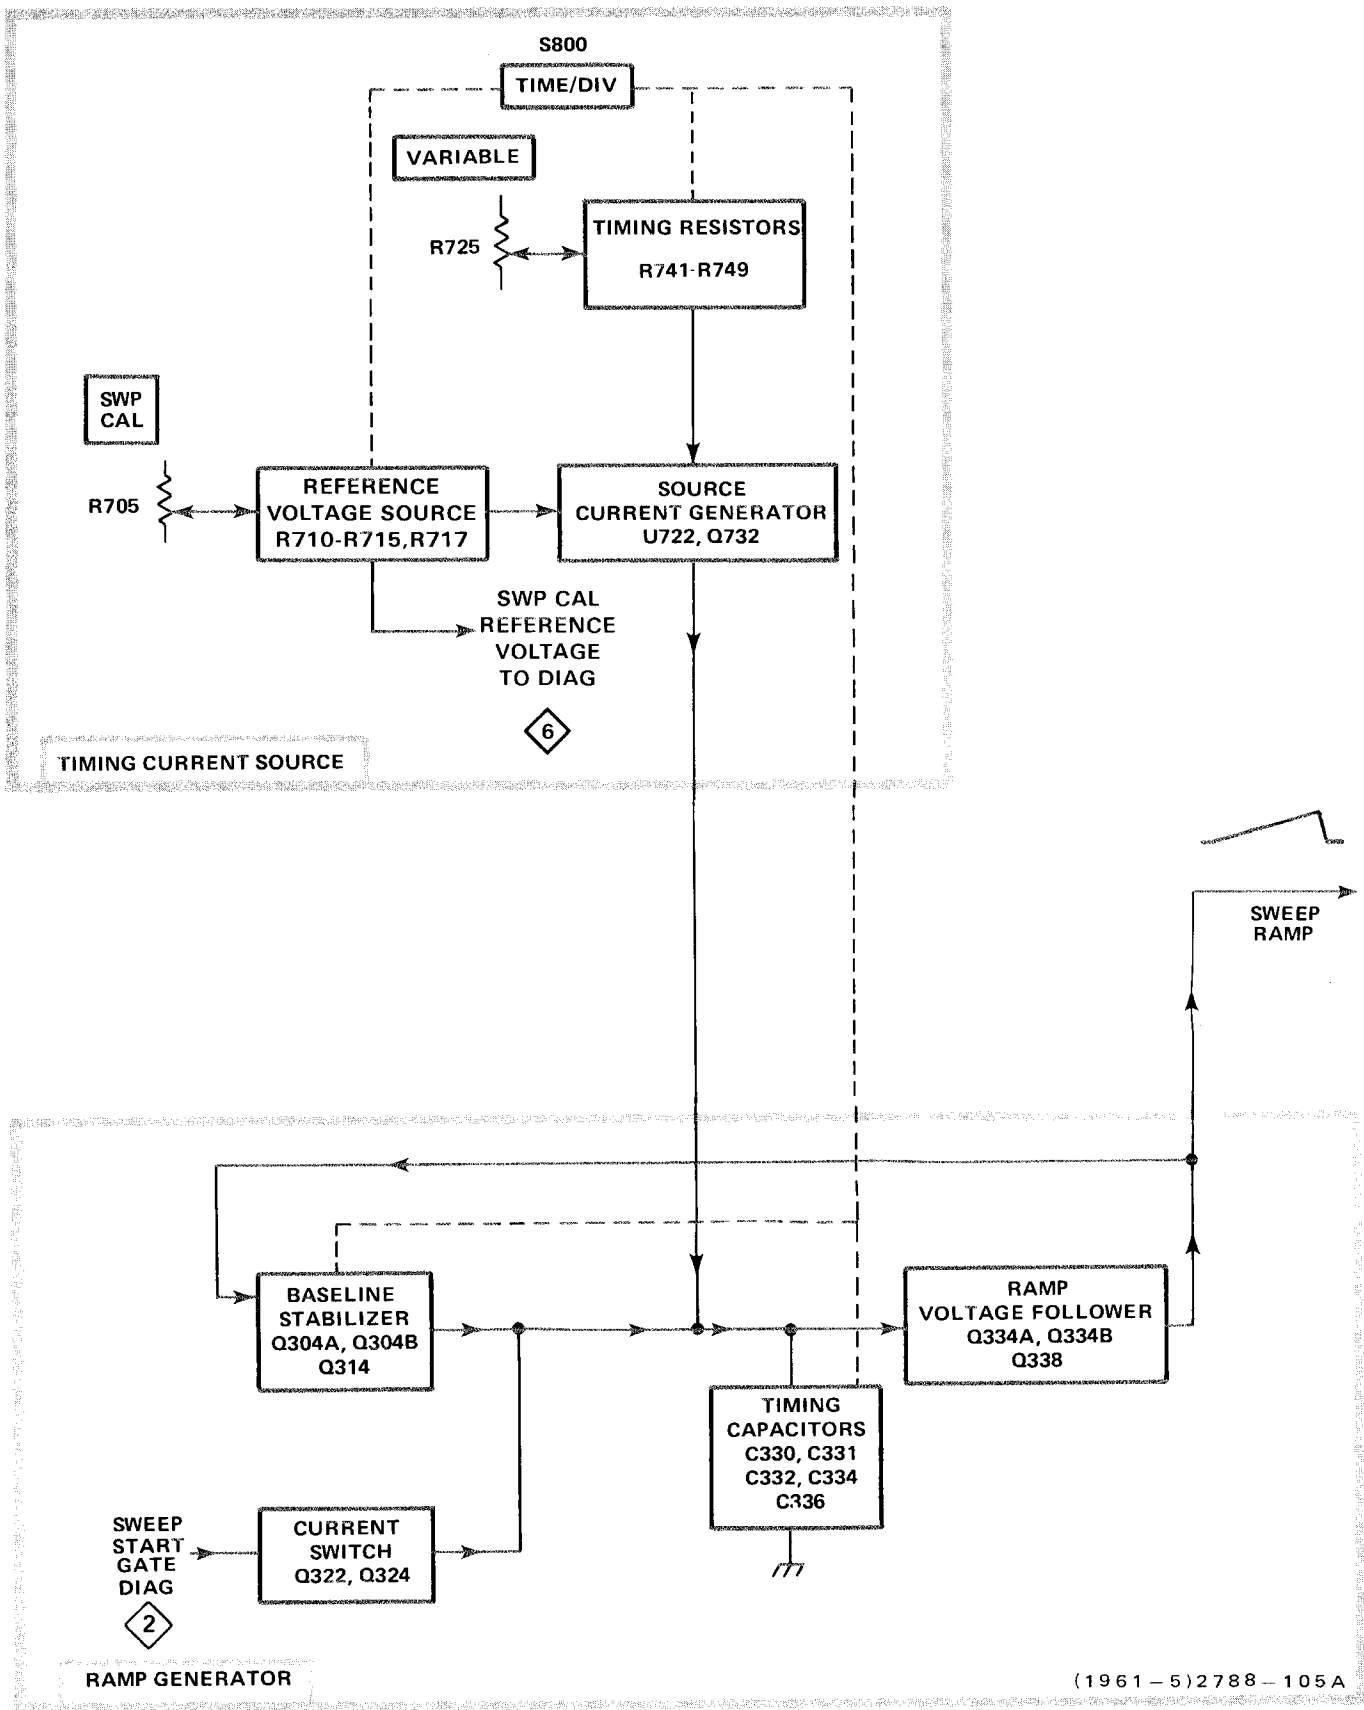 S800
TIME/DIV
VARIABLE
R725
TIMING RESISTORS
R741-R749
SWP
CAL
R705
REFERENCE
VOLTAGE SOURCE
R710-R715,R717
SOURCE
CURRENT GENERATOR
U722, Q732
SWP CAL
REFERENCE
VOLTAGE
TO DIAG
6
TIMING CURRENT SOURCE
SWEEP
RAMP
BASELINE
STABILIZER
Q304A, Q304B
Q314
RAMP
VOLTAGE FOLLOWER
Q334A, Q334B
Q338
TIMING
CAPACITORS
C330, C331
C332, C334
C336
SWEEP
START
GATE
DIAG
2
CURRENT
SWITCH
Q322, Q324
RAMP GENERATOR
(1961-5)2788-105A